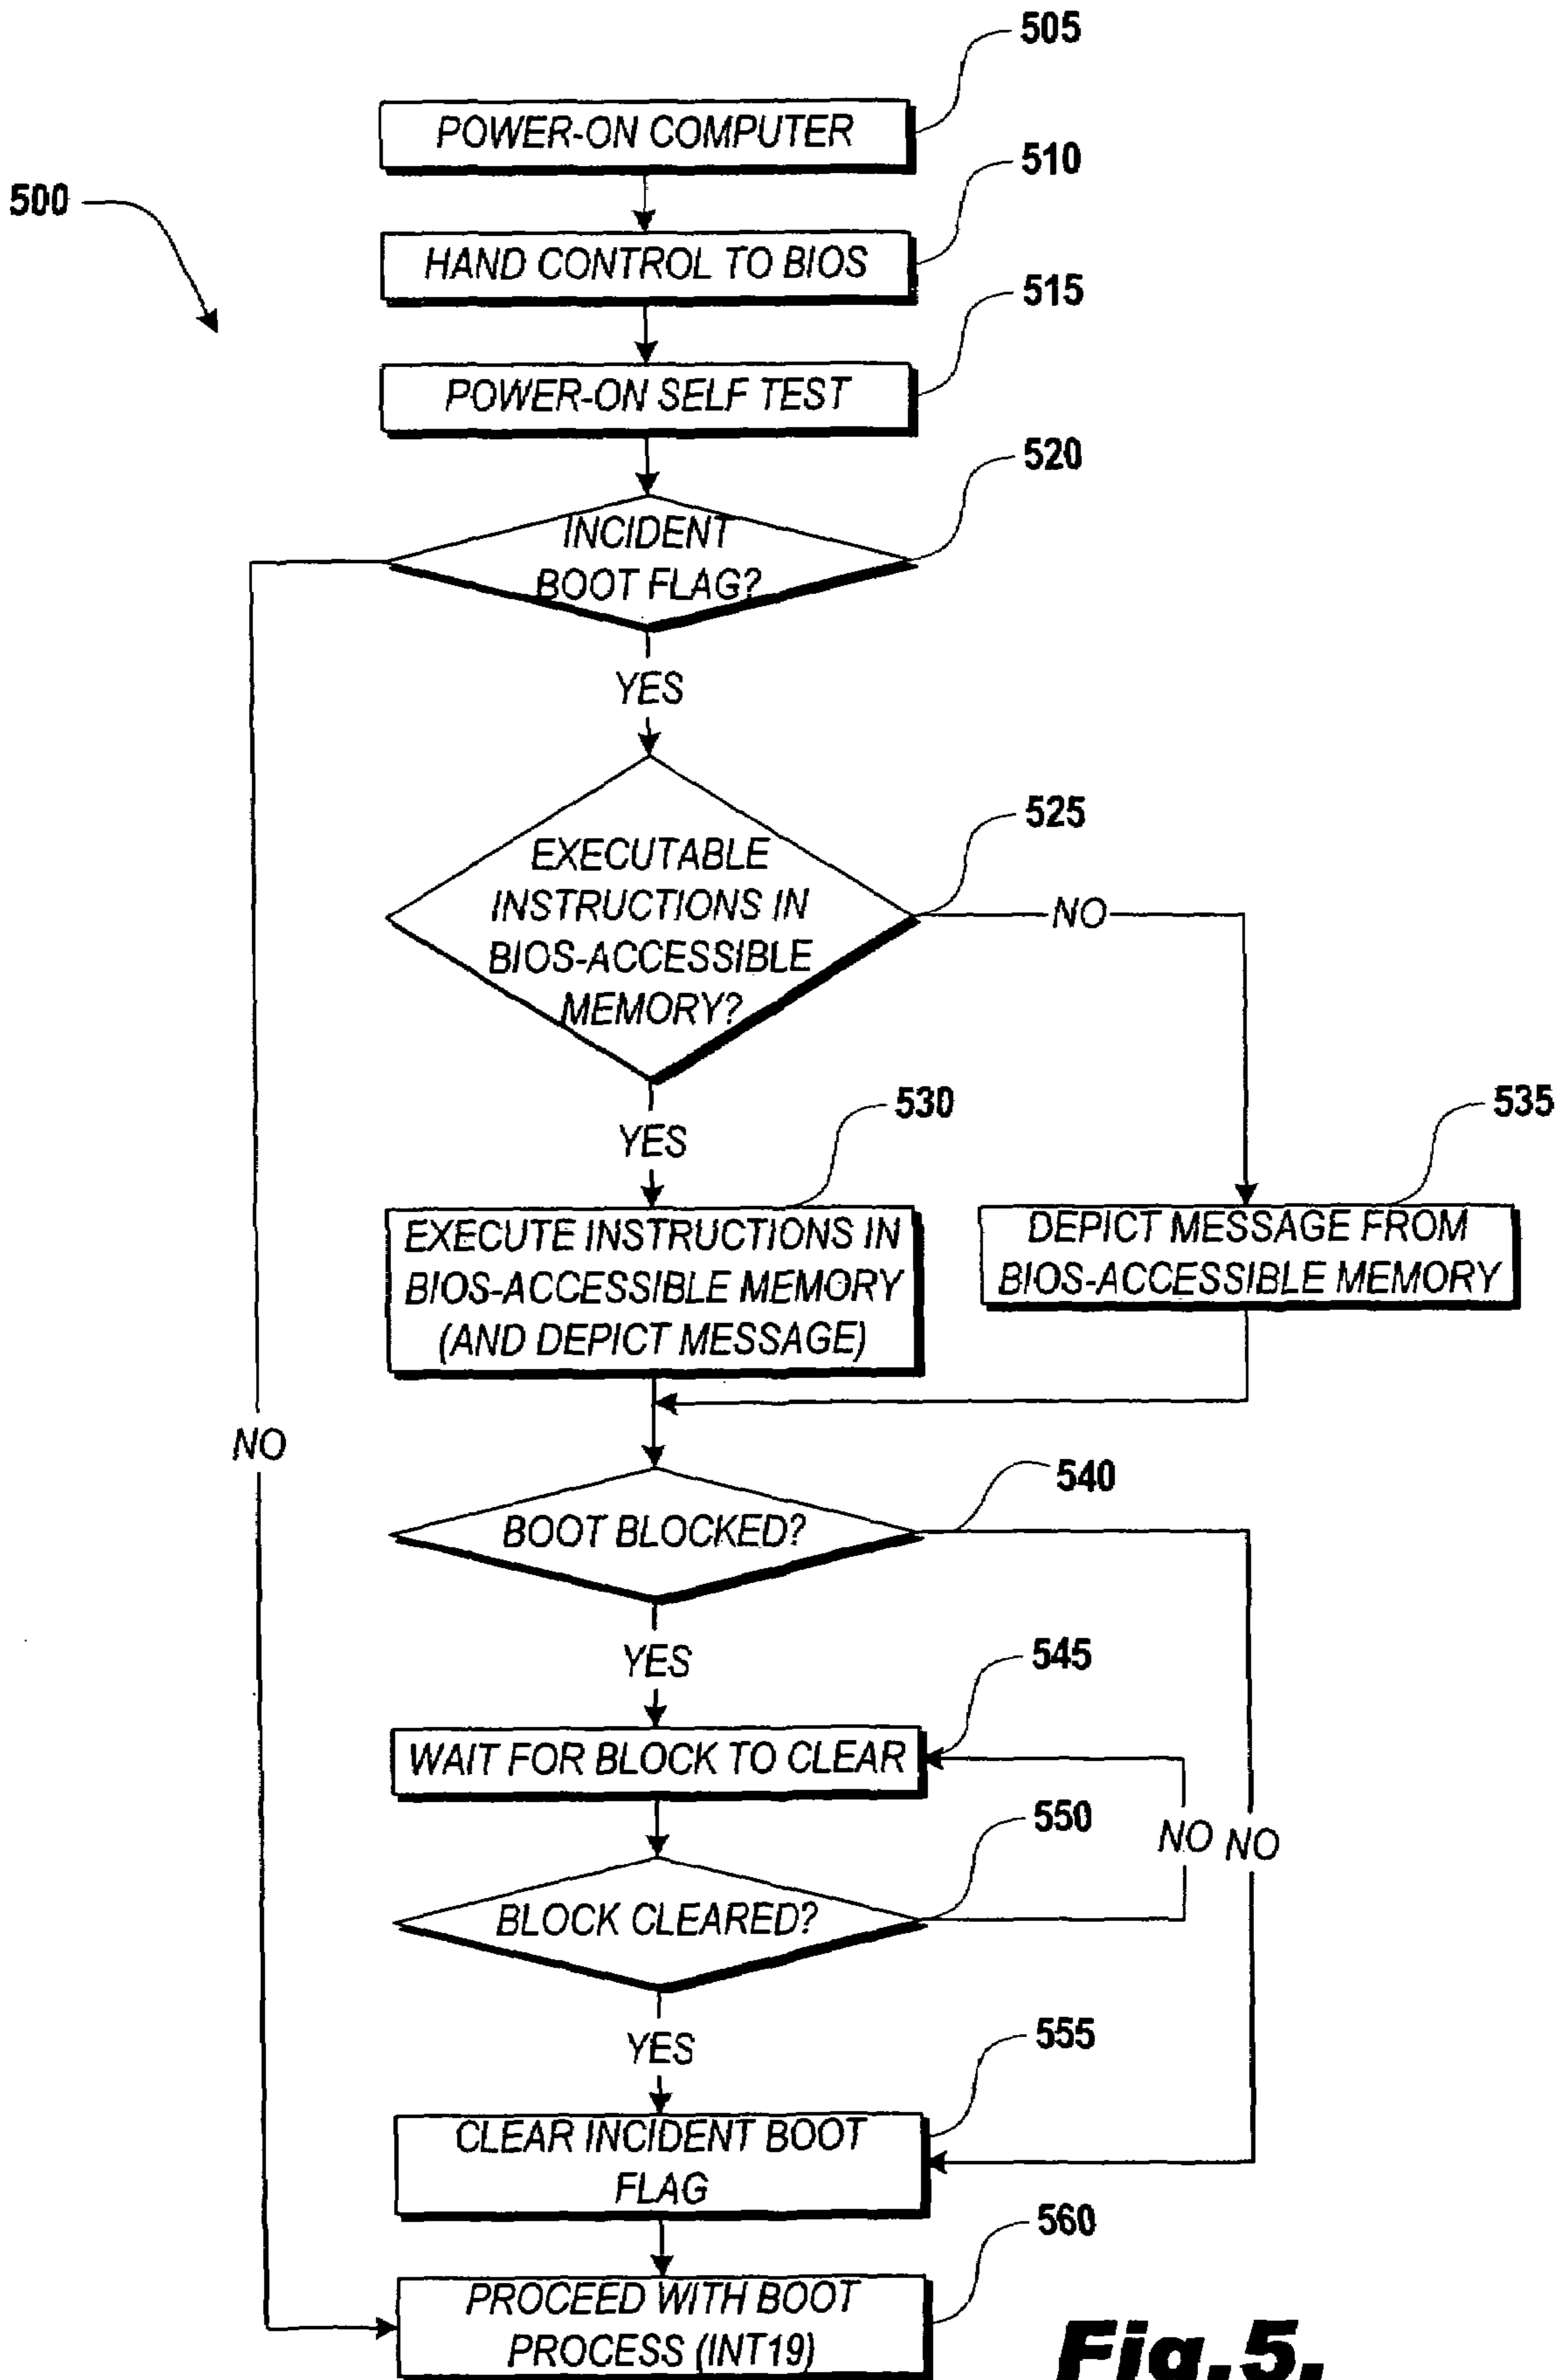 505
POWER-ON COMPUTER
510
500
HAND CONTROL TO BIOS
515
POWER-ON SELF TEST
520
INCIDENT
BOOT FLAG?
YES
525
EXECUTABLE
INSTRUCTIONS IN
BIOS-ACCESSIBLE
MEMORY?
NO
530
535
YES
EXECUTE INSTRUCTIONS IN
BIOS-ACCESSIBLE MEMORY
(AND DEPICT MESSAGE)
DEPICT MESSAGE FROM
BIOS-ACCESSIBLE MEMORY
NO
540
BOOT BLOCKED?
YES
545
WAIT FOR BLOCK TO CLEAR
550
NO
NO
BLOCK CLEARED?
YES
555
CLEAR INCIDENT BOOT
FLAG
560
PROCEED WITH BOOT
PROCESS (INT19)
Fig.5.